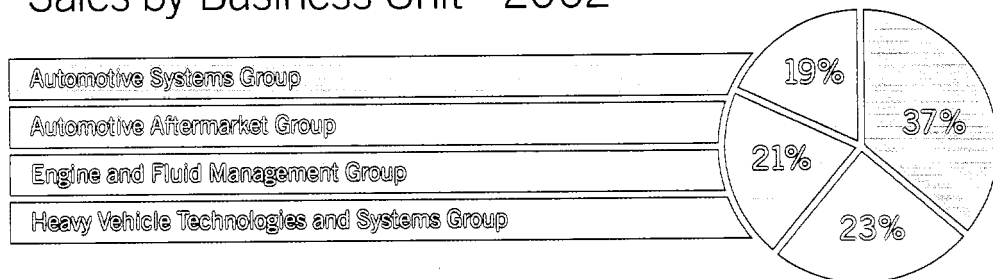 Sales by Business Unit - 2002
Automotive Systems Group
Automotive Aftermarket Group
Engine and Fluid Management Group
Heavy Vehicle Technologies and Systems Group
19%
37%
21%
23%